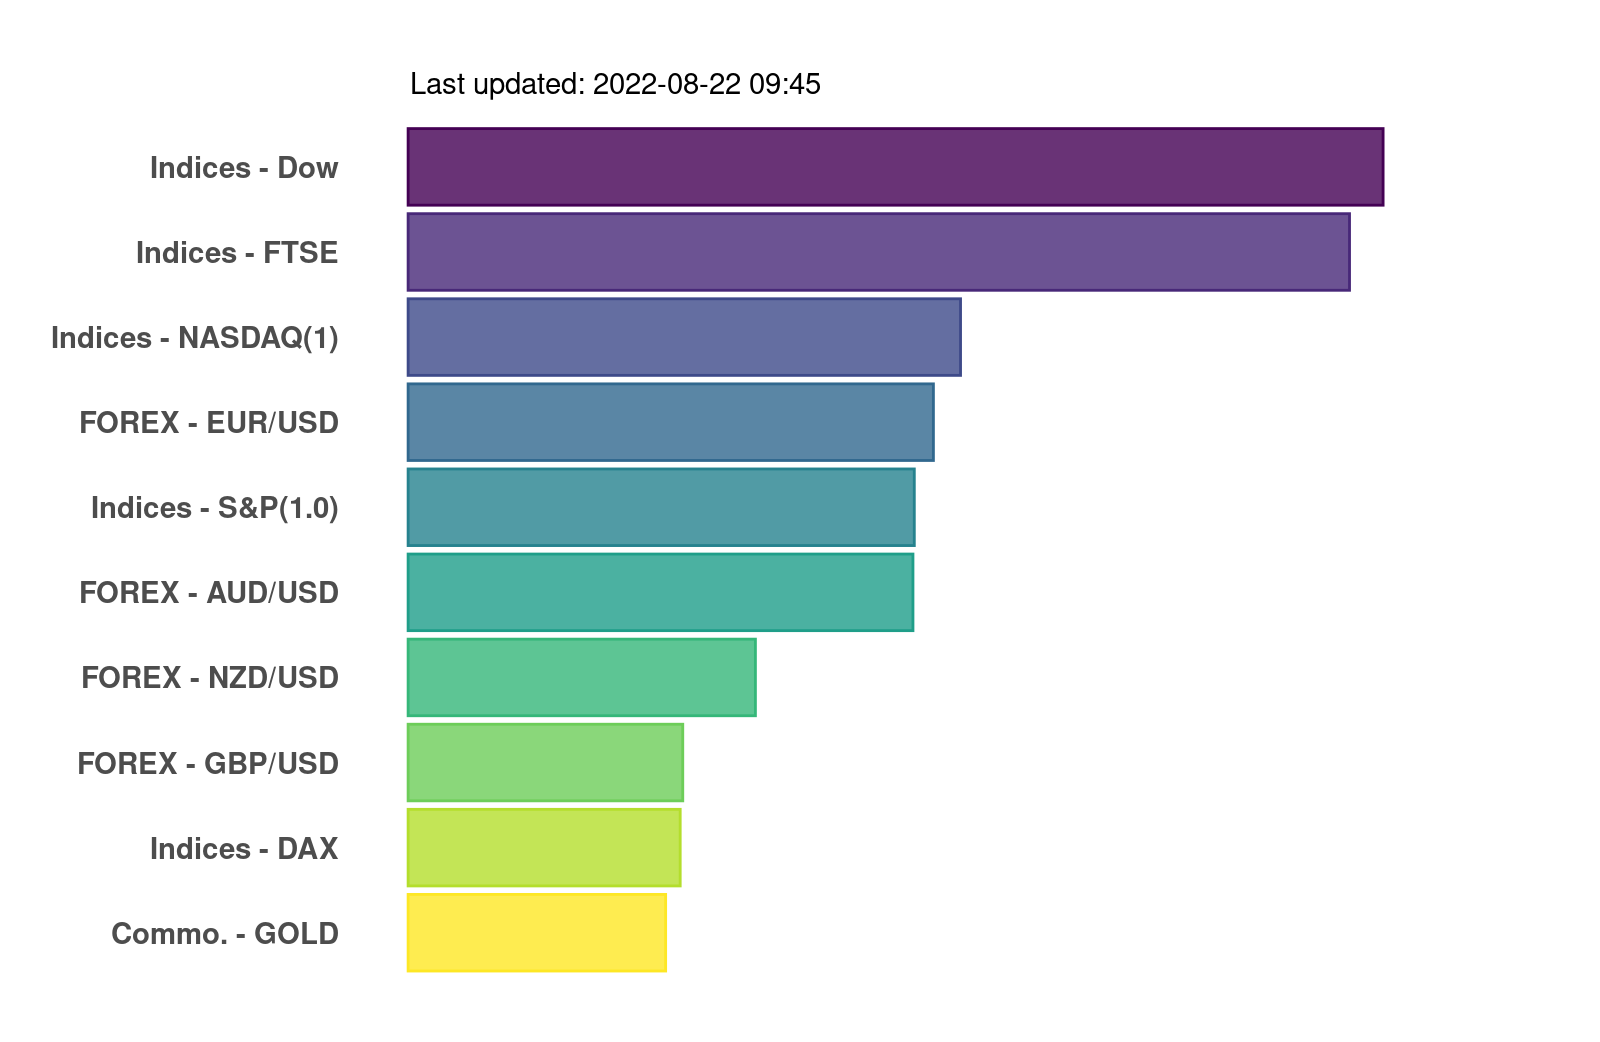 Last updated: 2022-08-22 09:45
Indices - Dow
Indices - FTSE
Indices - NASDAQ(1)
FOREX - EUR/USD
Indices - S&P(1.0)
FOREX - AUD/USD
FOREX - NZD/USD
FOREX - GBP/USD
Indices - DAX
Commo. - GOLD